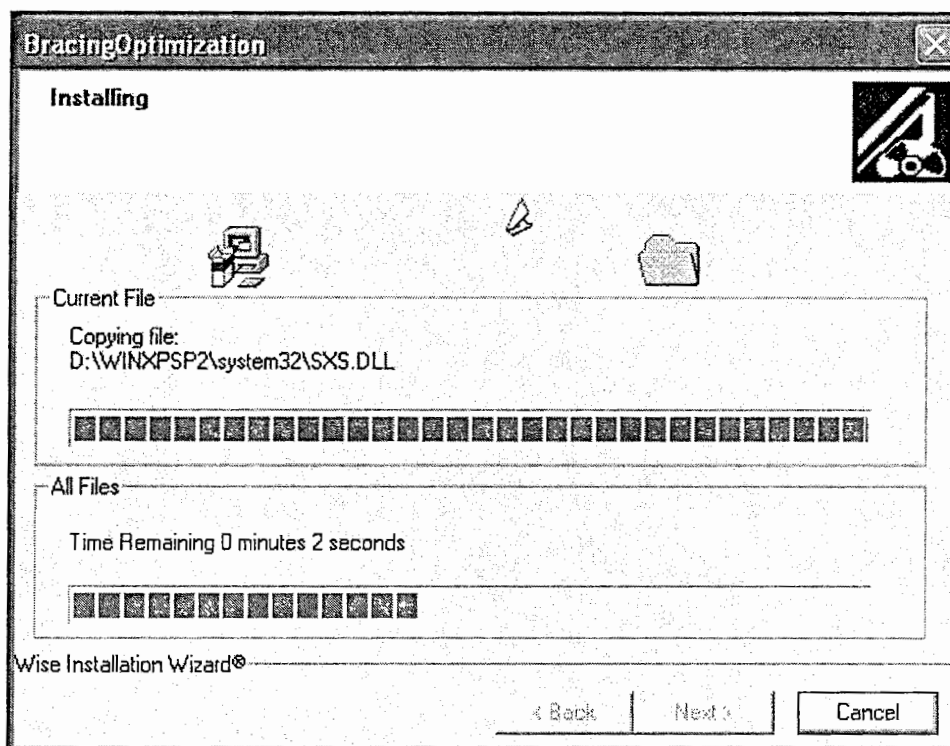 BracingOptimization
Installing
Current File
Copying file:
D:\WINXPSP2\system32\SXS.DLL
All Files
Time Remaining 0 minutes 2 seconds
Wise Installation Wizard®
< Back
Next >
Cancel